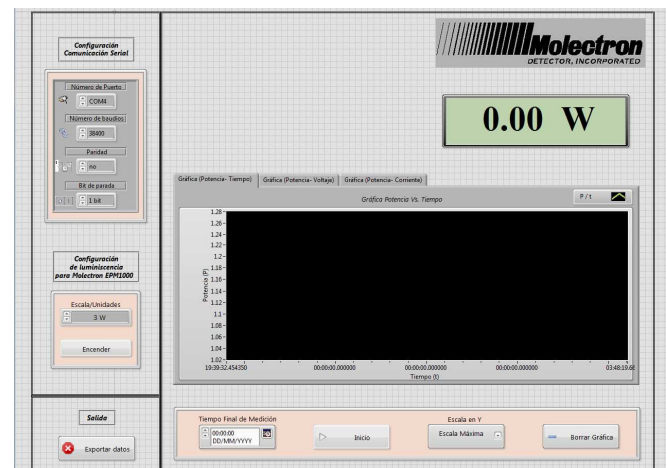 Configuración
Comunicación Serial
Número de Puerto
COM4
Número de baudios
38400
Paridad
no
Bit de parada
1 bit
Configuración
de luminiscencia
para Molectron EPM1000
Escala/Unidades
3 W
Encender
Salida
Exportar datos
Molectron
DETECTOR, INCORPORATED
0.00 W
Gráfica (Potencia- Tiempo) Gráfica (Potencia- Voltaje) Gráfica (Potencia- Corriente)
Gráfica Potencia Vs. Tiempo
P / t
Potencia (P)
1.28
1.26
1.24
1.22
1.2
1.18
1.16
1.14
1.12
1.1
1.08
1.06
1.04
1.02
19:39:32.454350 00:00:00.000000 00:00:00.000000 00:00:00.000000 03:48:19.66
Tiempo (t)
Tiempo Final de Medición
00:00:00
DD/MM/YYYY
Inicio
Escala en Y
Escala Máxima
Borrar Gráfica